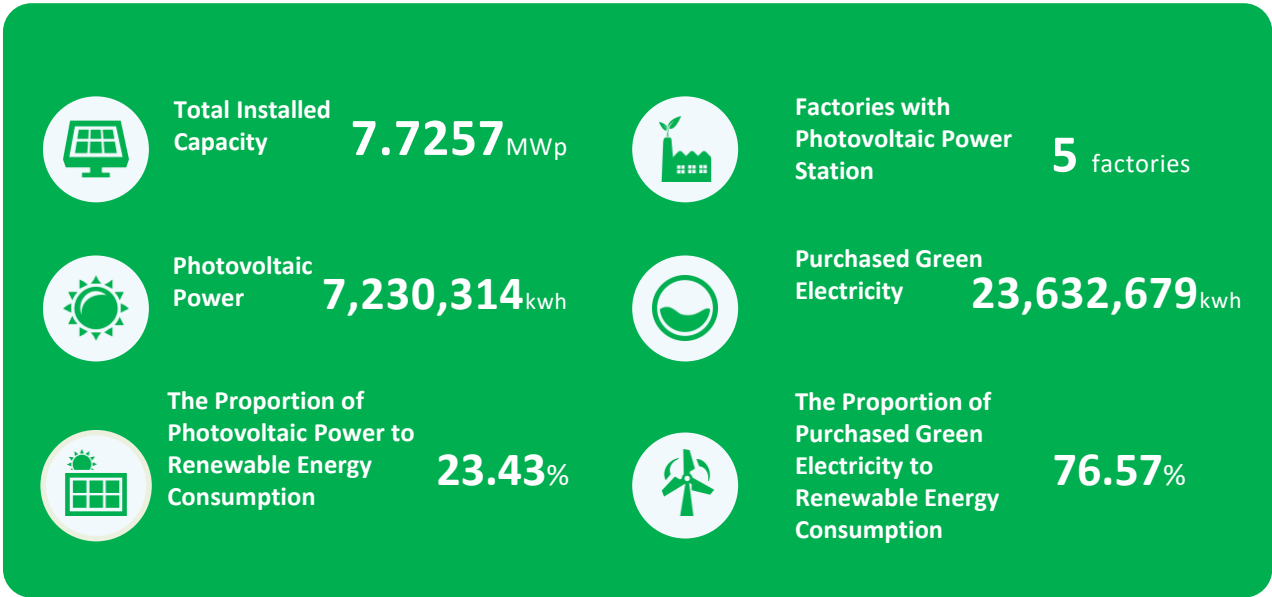 Total Installed
Capacity
7.7257MWp
Factories with
Photovoltaic Power
Station
5 factories
Photovoltaic
Power
7,230,314kwh
Purchased Green
Electricity
23,632,679kwh
The Proportion of
Photovoltaic Power to
Renewable Energy
Consumption
23.43%
The Proportion of
Purchased Green
Electricity to
Renewable Energy
Consumption
76.57%